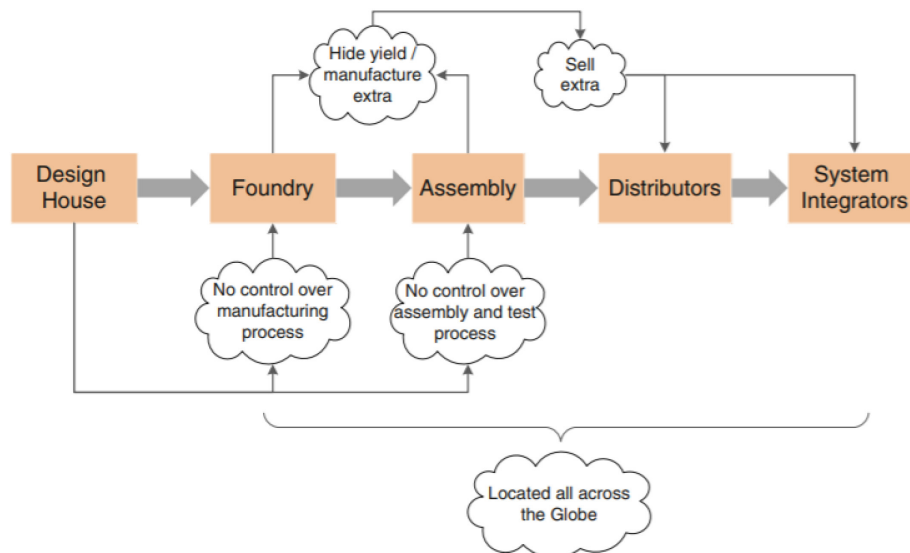 Hide yield /
manufacture
extra
Sell
extra
Design
House
Foundry
Assembly
Distributors
System
Integrators
No control over
manufacturing
process
No control over
assembly and test
process
Located all across
the Globe